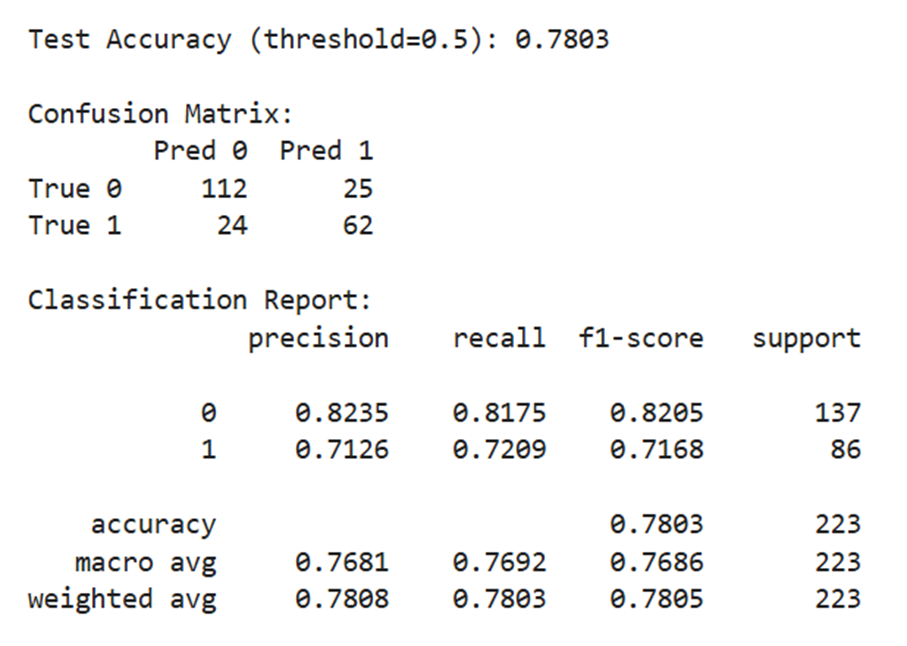 Test Accuracy (threshold=0.5): 0.7803
Confusion Matrix:
Pred 0 Pred 1
True 0 112 25
True 1 24 62
Classification Report:
precision recall f1-score support
0 0.8235 0.8175 0.8205 137
1 0.7126 0.7209 0.7168 86
accuracy 0.7803 223
macro avg 0.7681 0.7692 0.7686 223
weighted avg 0.7808 0.7803 0.7805 223